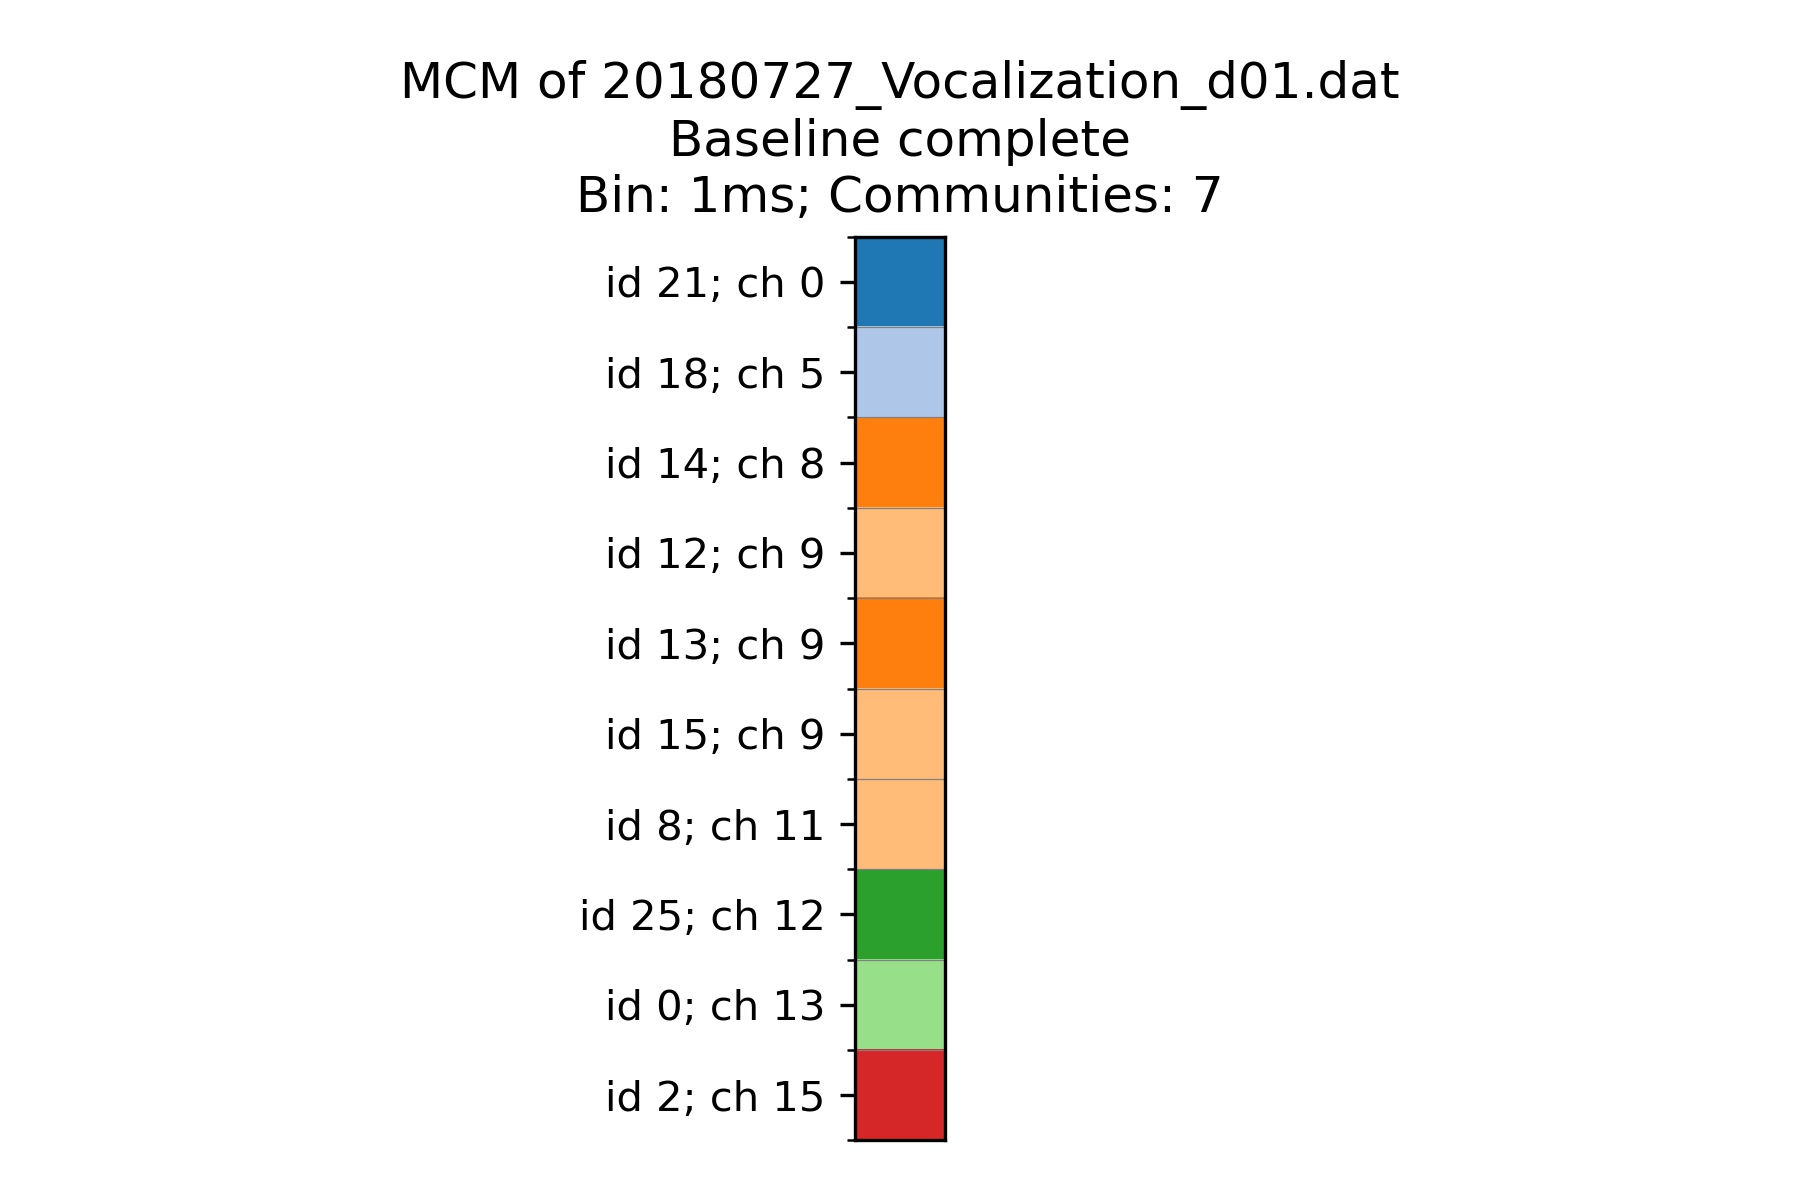 MCM of 20180727_Vocalization_d01.dat
Baseline complete
Bin: 1ms; Communities: 7
id 21; ch 0
id 18; ch 5
id 14; ch 8
id 12; ch 9
id 13; ch 9
id 15; ch 9
id 8; ch 11
id 25; ch 12
id 0; ch 13
id 2; ch 15